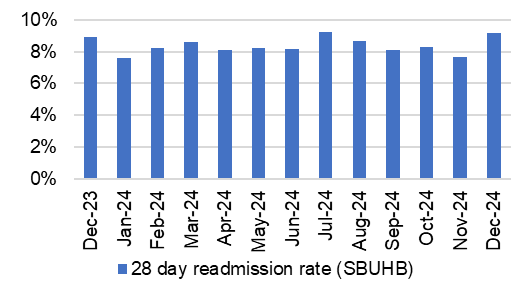 10%
8%
6%
4%
2%
0%
Dec-23
Jan-24
Feb-24
Mar-24
Apr-24
May-24
Jun-24
Jul-24
Aug-24
Sep-24
Oct-24
Nov-24
Dec-24
28 day readmission rate (SBUHB)